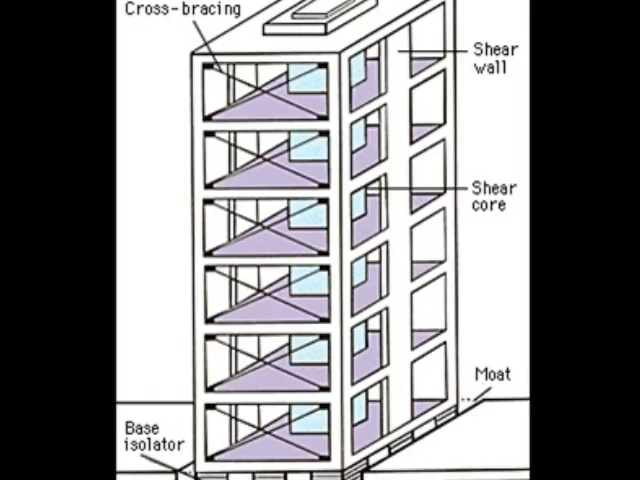 Cross-bracing
Shear
wall
Shear
core
Moat
Base
isolator